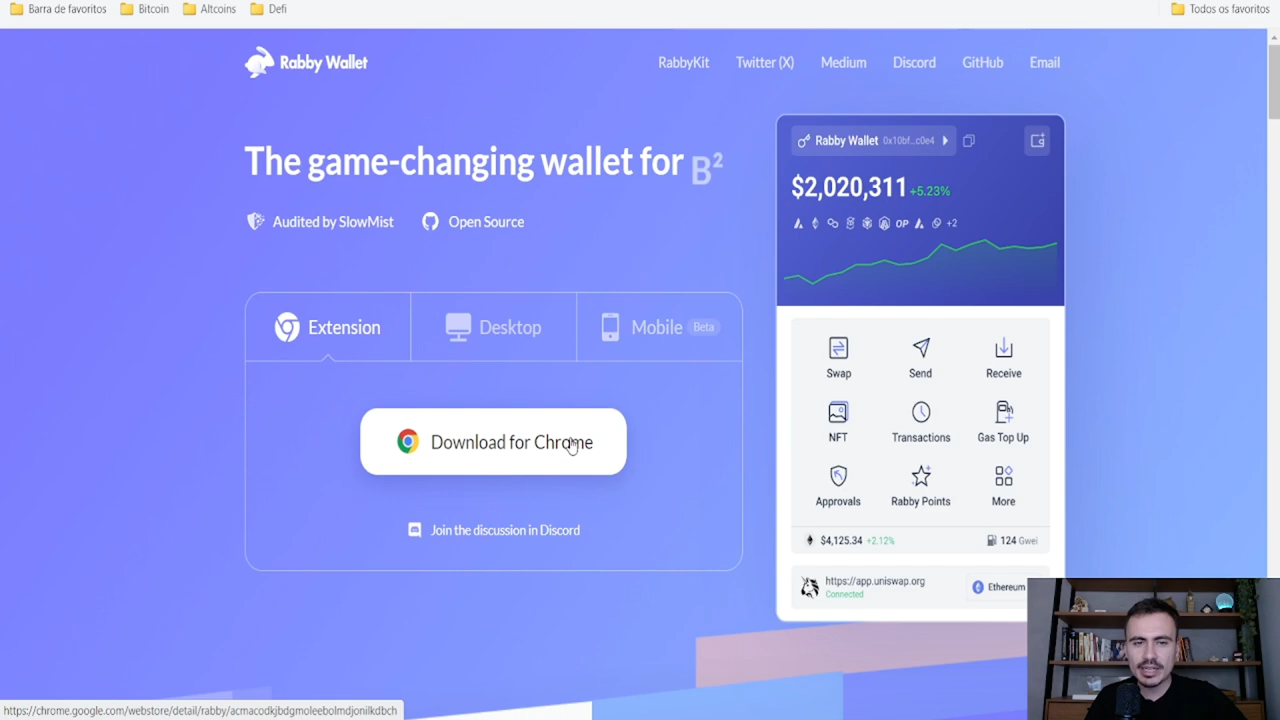 Barra de favoritos Bitcoin Altcoins Defi Todos os favoritos
Rabby Wallet RabbyKit Twitter (X) Medium Discord GitHub Email
The game-changing wallet for B²
Audited by SlowMist Open Source
Extension Desktop Mobile Beta
Download for Chrome
Join the discussion in Discord
Rabby Wallet 0x10bf...c0e4
$2,020,311 +5.23%
OP +2
Swap Send Receive
NFT Transactions Gas Top Up
Approvals Rabby Points More
$4,125.34 +2.12% 124 Gwei
https://app.uniswap.org
Connected
Ethereum
https://chrome.google.com/webstore/detail/rabby/acmacodkjbdgmoleebolmdjonilkdbch